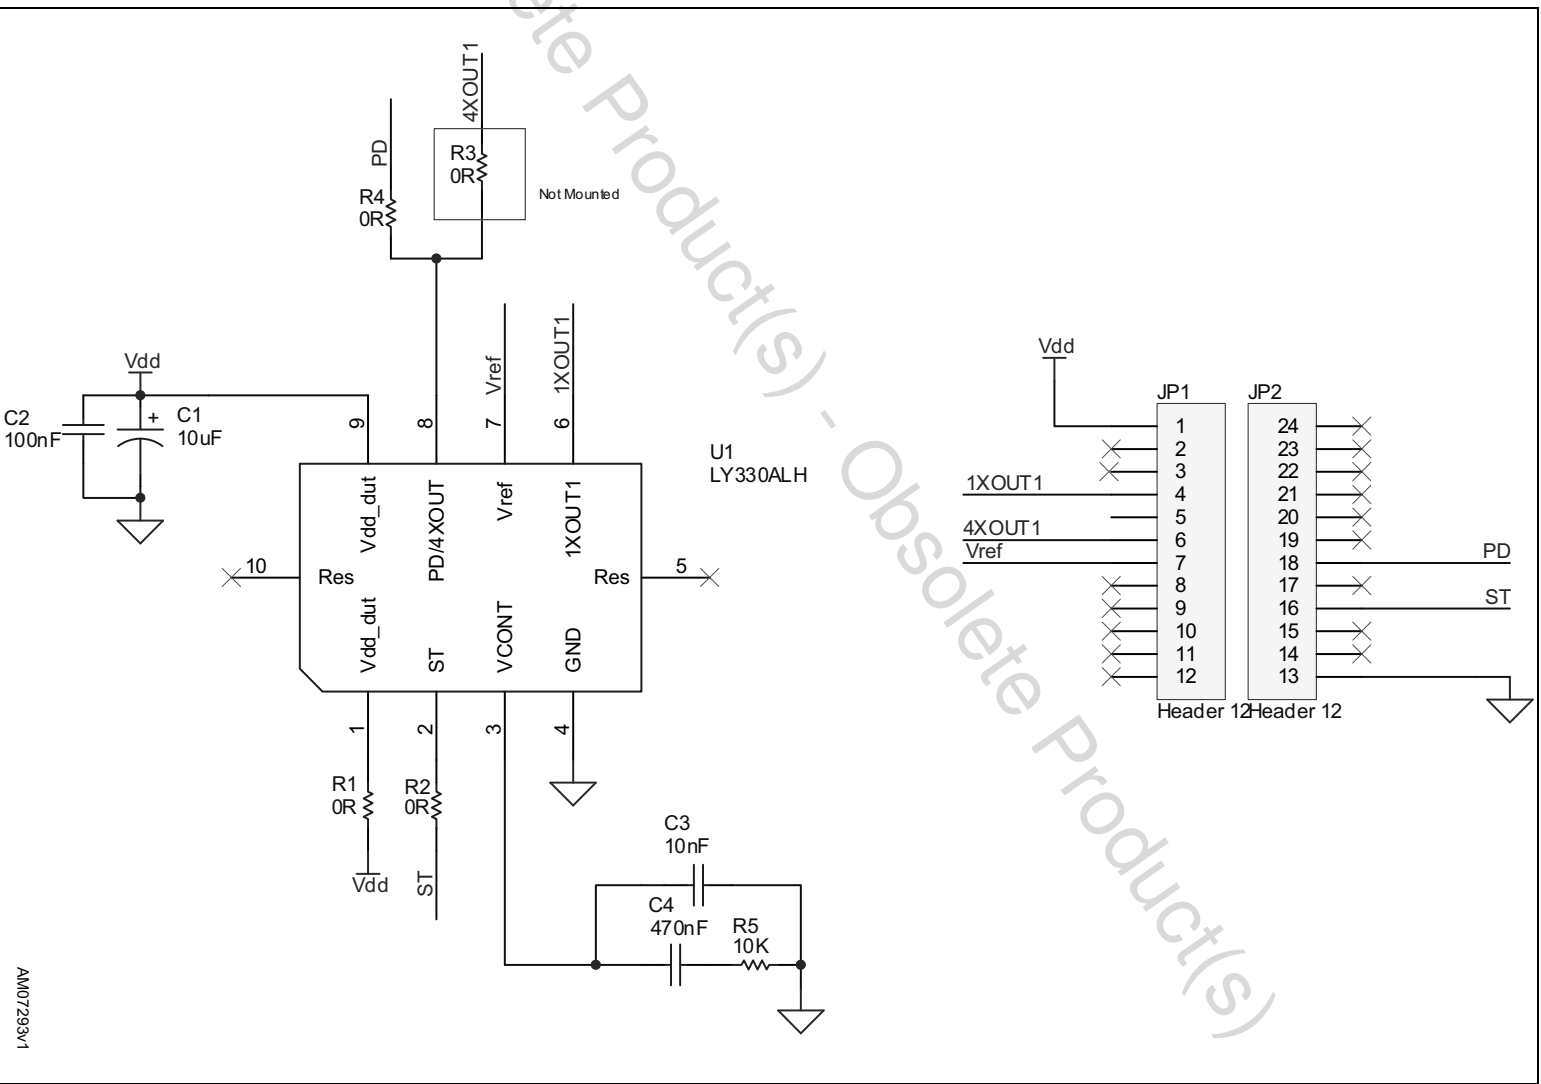 4XOUT1
PD
R3
0R
Not Mounted
R4
0R
Vref
1XOUT1
Vdd
C2
100nF
+
C1
10uF
9
8
7
6
U1
LY330ALH
Vdd_dut
PD/4XOUT
Vref
1XOUT1
10
Res
Res
5
Vdd_dut
ST
VCONT
GND
1
2
3
4
R1
0R
R2
0R
Vdd
ST
C3
10nF
C4
470nF
R5
10K
Vdd
JP1
JP2
1
2
3
4
5
6
7
8
9
10
11
12
1XOUT1
4XOUT1
Vref
24
23
22
21
20
19
18
17
16
15
14
13
PD
ST
Header 12
Header 12
AM07293v1
ete Product(s) - Obsolete Product(s)